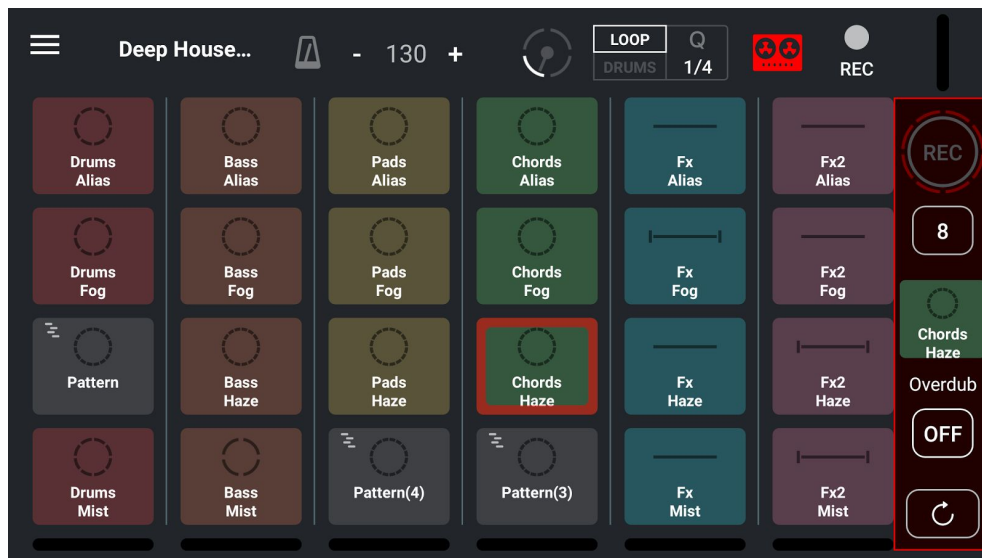 Deep House...
-
130
+
LOOP
Q
DRUMS
1/4
REC
Drums
Alias
Bass
Alias
Pads
Alias
Chords
Alias
Fx
Alias
Fx2
Alias
REC
8
Drums
Fog
Bass
Fog
Pads
Fog
Chords
Fog
Fx
Fog
Fx2
Fog
Pattern
Bass
Haze
Pads
Haze
Chords
Haze
Fx
Haze
Fx2
Haze
Chords
Haze
Overdub
OFF
Drums
Mist
Bass
Mist
Pattern(4)
Pattern(3)
Fx
Mist
Fx2
Mist